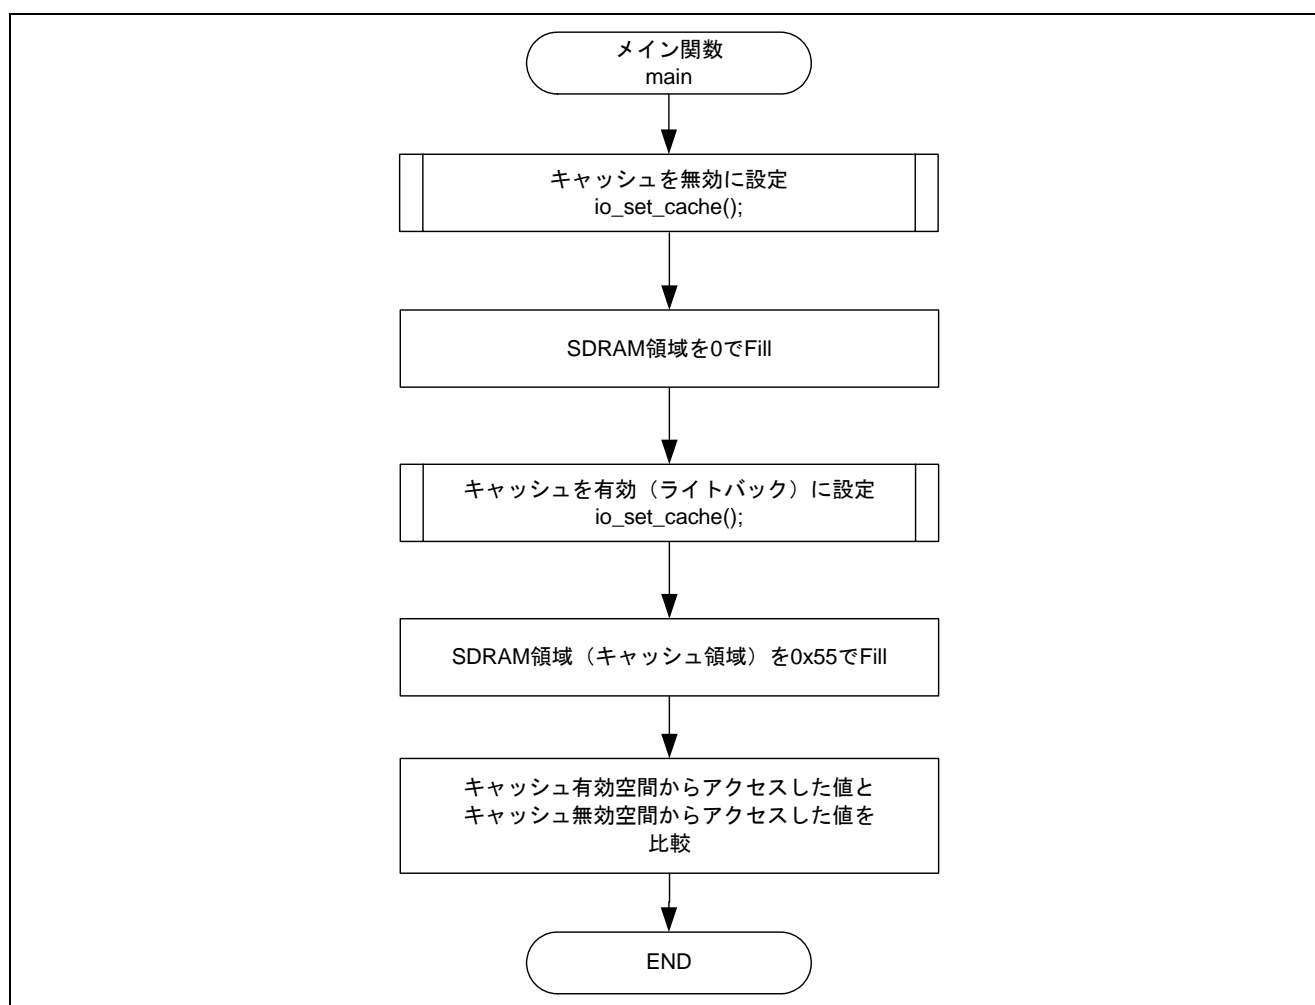 メイン関数
main
キャッシュを無効に設定
io_set_cache();
SDRAM領域を0でFill
キャッシュを有効（ライトバック）に設定
io_set_cache();
SDRAM領域（キャッシュ領域）を0x55でFill
キャッシュ有効空間からアクセスした値と
キャッシュ無効空間からアクセスした値を
比較
END